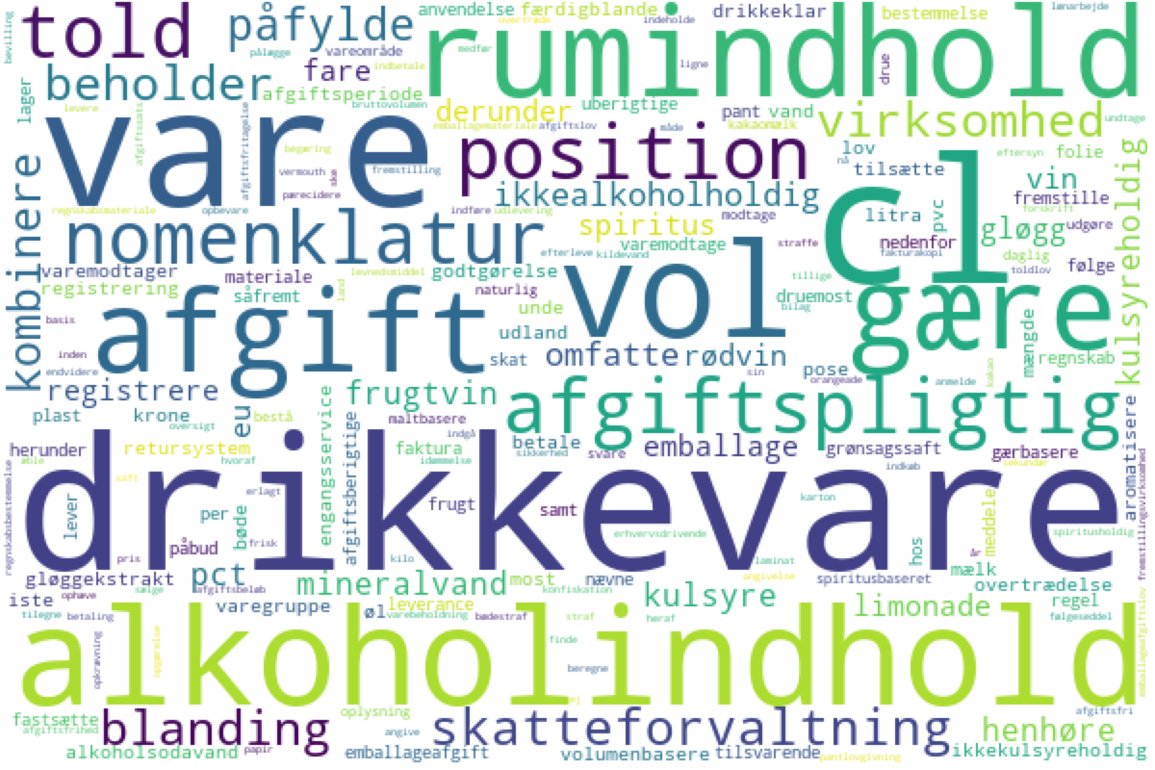 anvendelse færdigblande drikkeklar bestemmelse lønarbejde
told påfylde rumindhold
overtræde indeholde
bevilling pålægge vareområde medfør ligne drue
beholder fare indbetale
lager afgiftsperiode bruttovolumen derunder uberigtige pant vand virksomhed undtage
levere afgiftssats afgiftsfritagelse emballagemateriale afgiftslov måde kakaomælk
vare position lov eftersyn folie
begæring nå tilsætte
vermouth ske fremstilling pærecidere ikkealkoholholdig vin fremstille
kombinere regnskabsmateriale opbevare indføre udlevering modtage litra pvc forskrift kulsyreholdig
nomenklatur spiritus cl gløgg udgøre
varemodtage straffe nedenfor
efterleve kildevand fakturakopi daglig
varemodtager materiale levnedsmiddel godtgørelse vol tillige toldlov følge
registrering såfremt land naturlig druemost
basis afgift unde bilag gære mængde
udland
inden skat omfatte rødvin regnskab
endvidere pose kakao
registrere frugtvin sin orangeade anmelde
plast krone eu bestå maltbasere afgiftspligtig
oversigt engangsservice afgiftsberigtige indgå aromatisere
herunder retursystem faktura betale emballage grønsagssaft gærbasere
able hvoraf idømmelse sikkerhed svare indkøb sekundær
regnskabsbestemmelse saft
drikkevare
lever erlagt frugt samt karton meddele spiritusholdig fremstillingsvirksomhed
per bøde
påbud frisk erhvervsdrivende hos år
pris kilo laminat
gløggekstrakt pct mineralvand most nævne angivelse spiritusbaseret mælk
ophæve sælge afgiftsbeløb konfiskation overtrædelse
iste varegruppe øl leverance kulsyre limonade regel
tilegne betaling varebeholdning bødestraf straf heraf følgeseddel
alkoholindhold
opkrævning opgørelse finde emballageafgiftslov
beregne
ej
fastsætte blanding oplysning skatteforvaltning afgiftsfri henhøre
afgiftsfrihed angive
alkoholsodavand papir emballageafgift volumenbasere tilsvarende pantlovgivning ikkekulsyreholdig